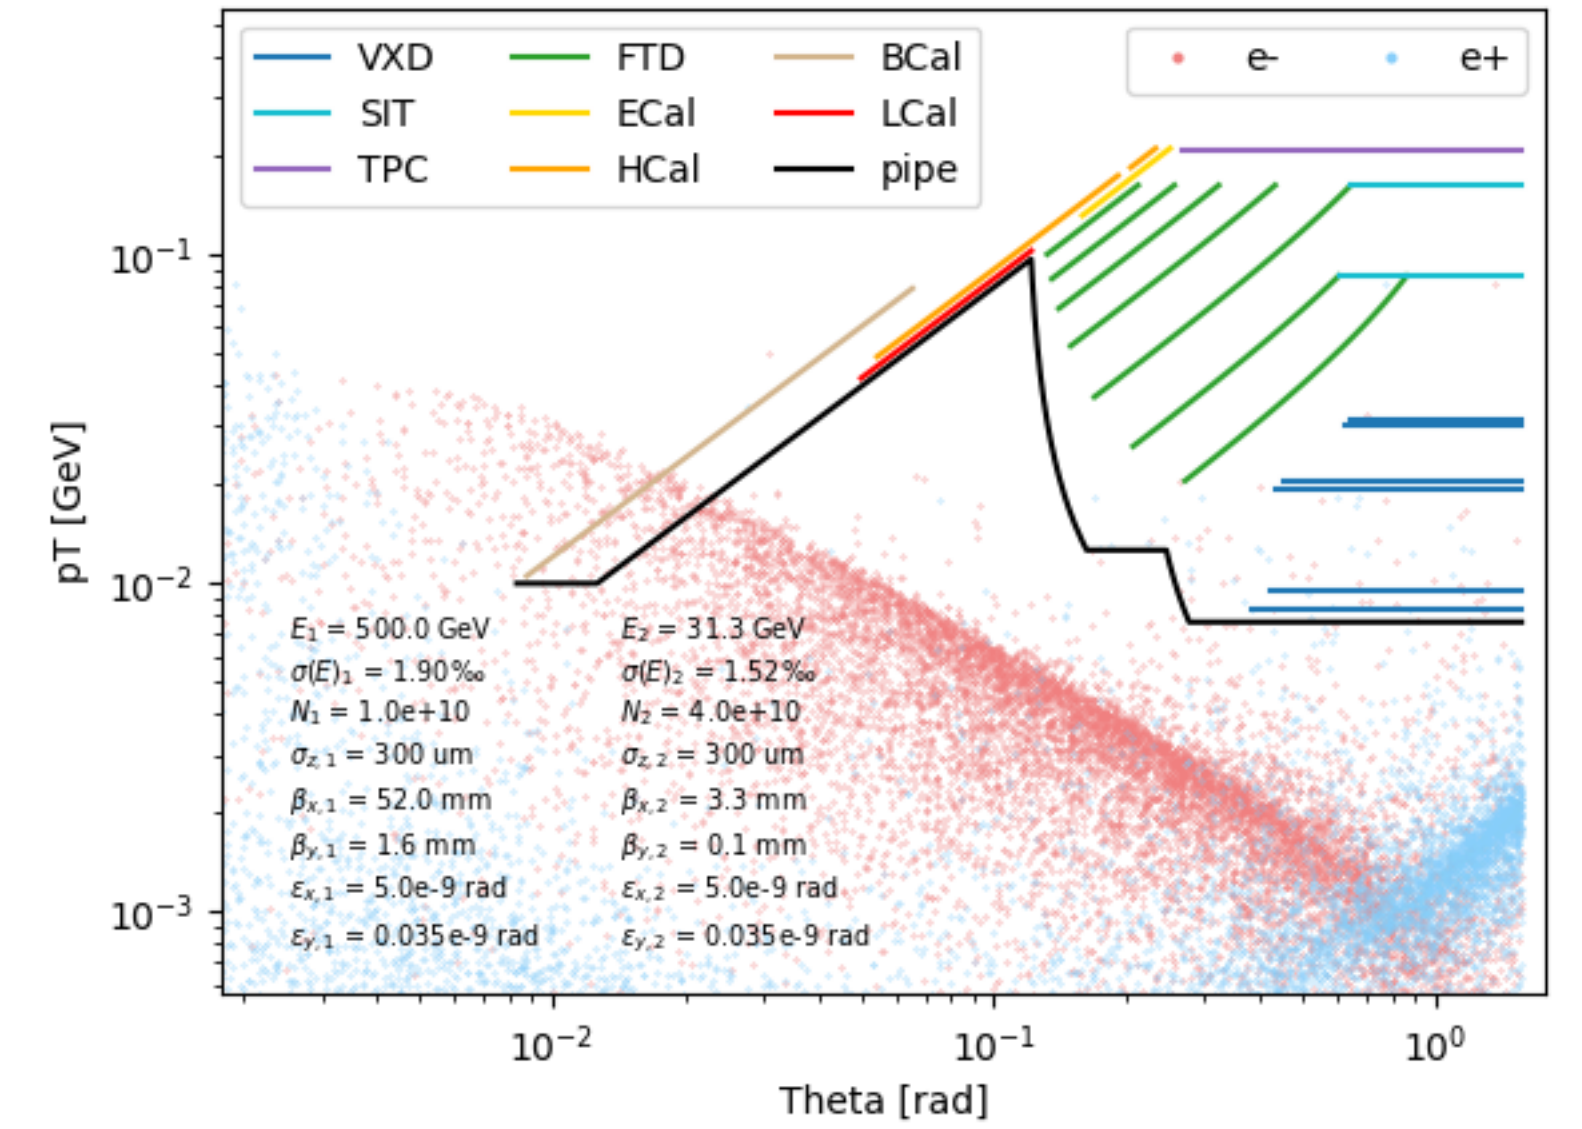 VXD FTD BCal e- e+
SIT ECal LCal
TPC HCal pipe
10⁻¹
10⁻²
10⁻³
pT [GeV]
E₁ = 500.0 GeV E₂ = 31.3 GeV
σ(E)₁ = 1.90‰ σ(E)₂ = 1.52‰
N₁ = 1.0e+10 N₂ = 4.0e+10
σz,1 = 300 um σz,2 = 300 um
βx,1 = 52.0 mm βx,2 = 3.3 mm
βy,1 = 1.6 mm βy,2 = 0.1 mm
εx,1 = 5.0e-9 rad εx,2 = 5.0e-9 rad
εy,1 = 0.035e-9 rad εy,2 = 0.035e-9 rad
10⁻² 10⁻¹ 10⁰
Theta [rad]